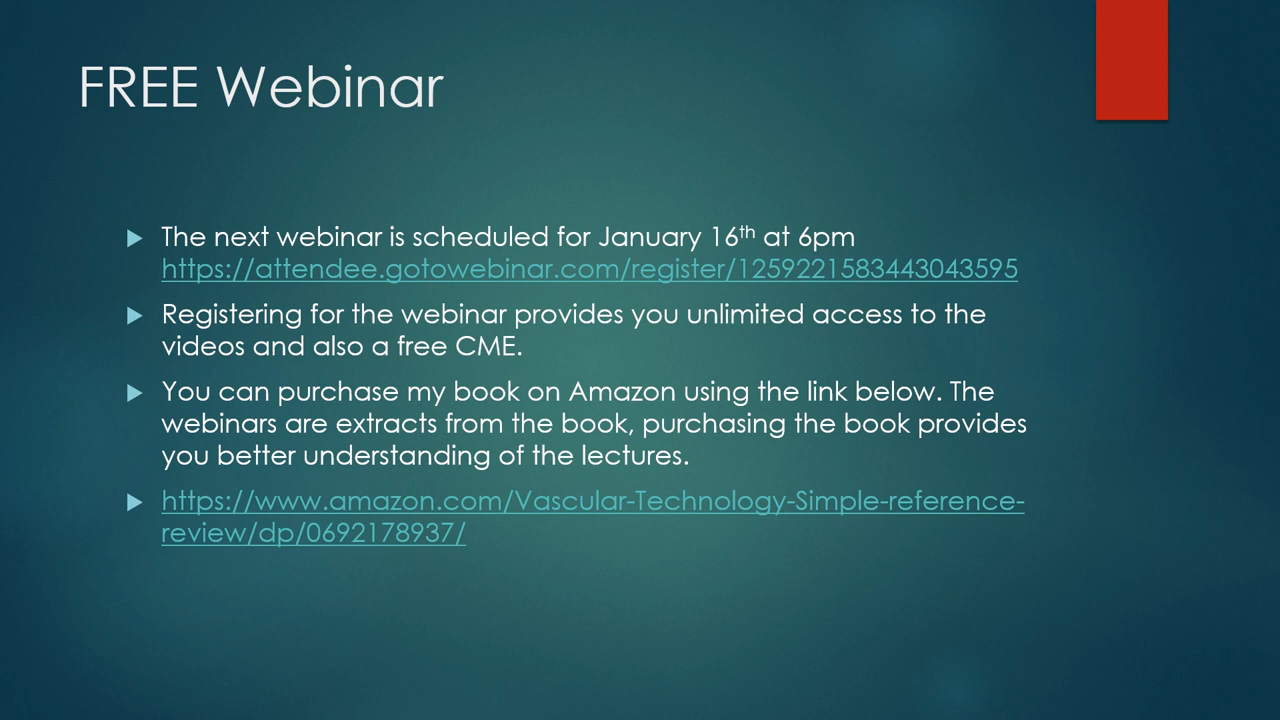 FREE Webinar
The next webinar is scheduled for January 16th at 6pm
https://attendee.gotowebinar.com/register/1259221583443043595
Registering for the webinar provides you unlimited access to the
videos and also a free CME.
You can purchase my book on Amazon using the link below. The
webinars are extracts from the book, purchasing the book provides
you better understanding of the lectures.
https://www.amazon.com/Vascular-Technology-Simple-reference-
review/dp/0692178937/